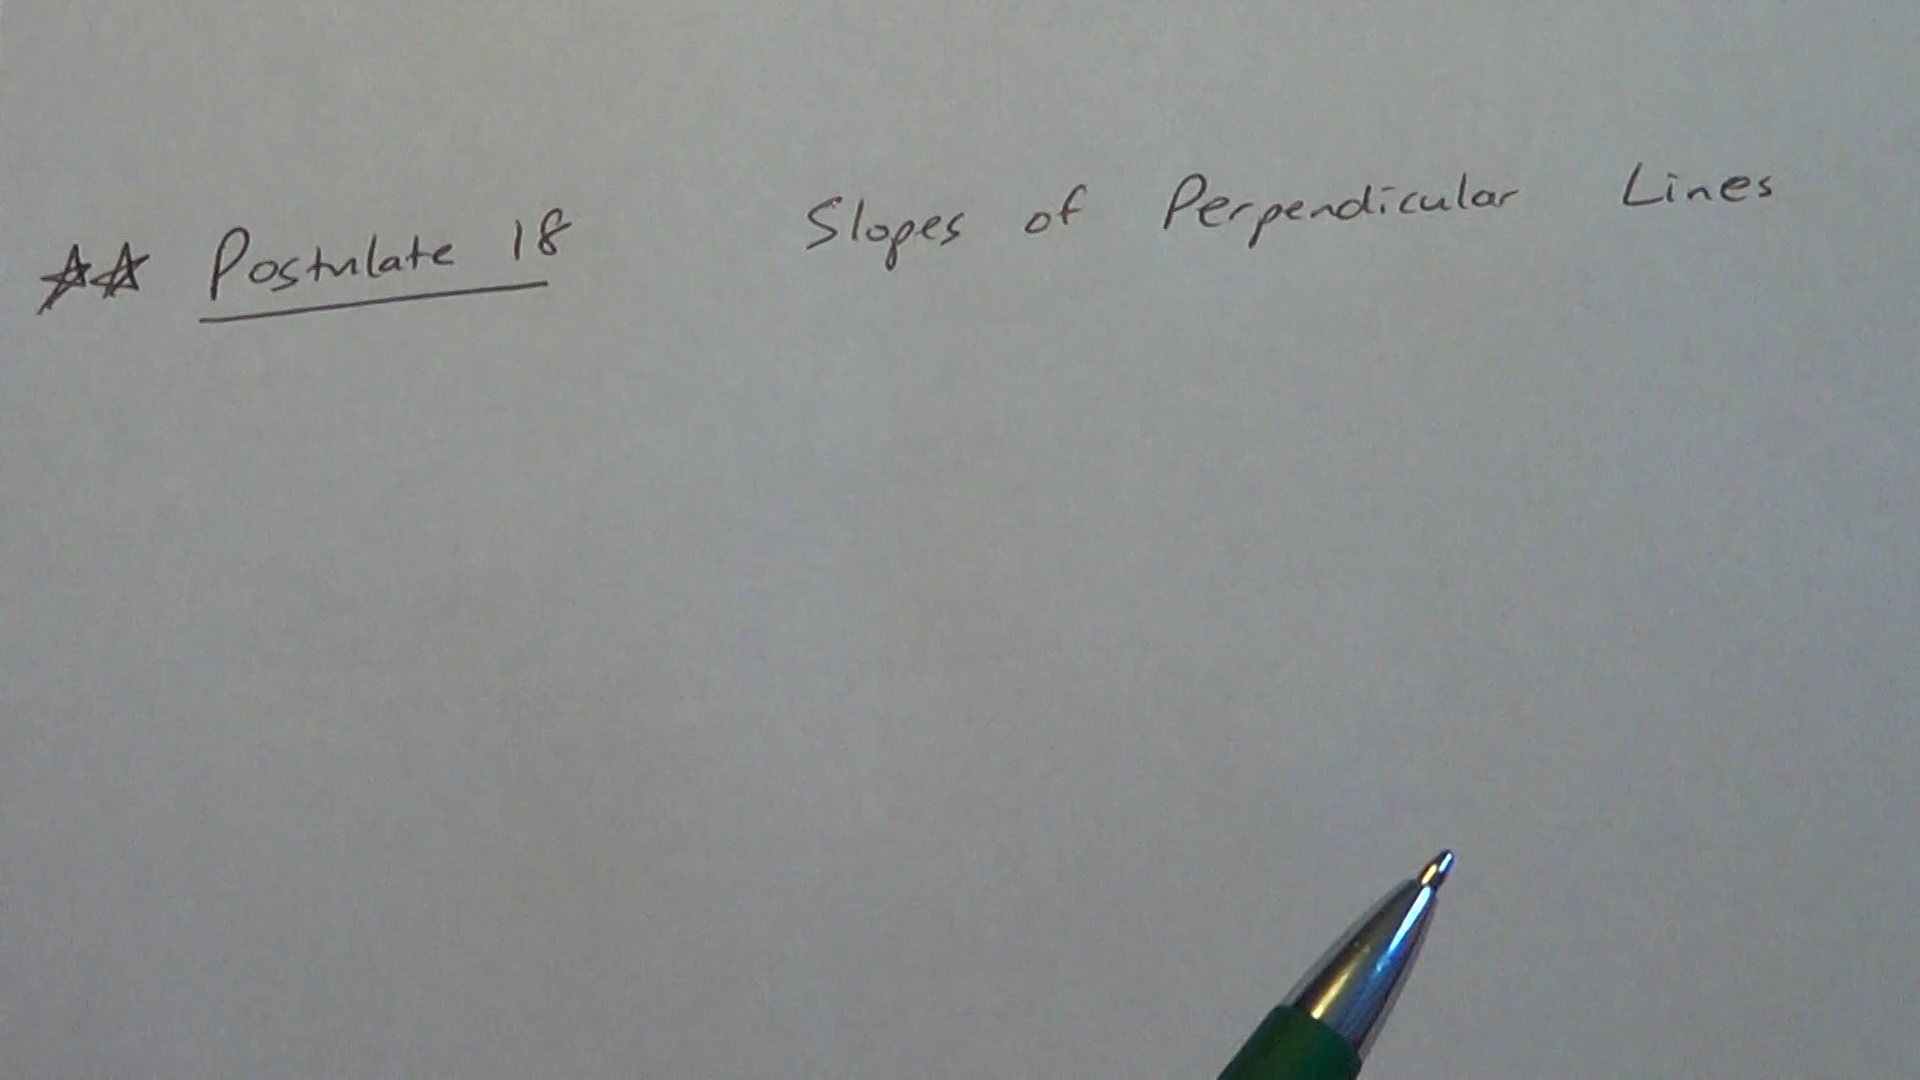 ☆☆ Postulate 18 Slopes of Perpendicular Lines